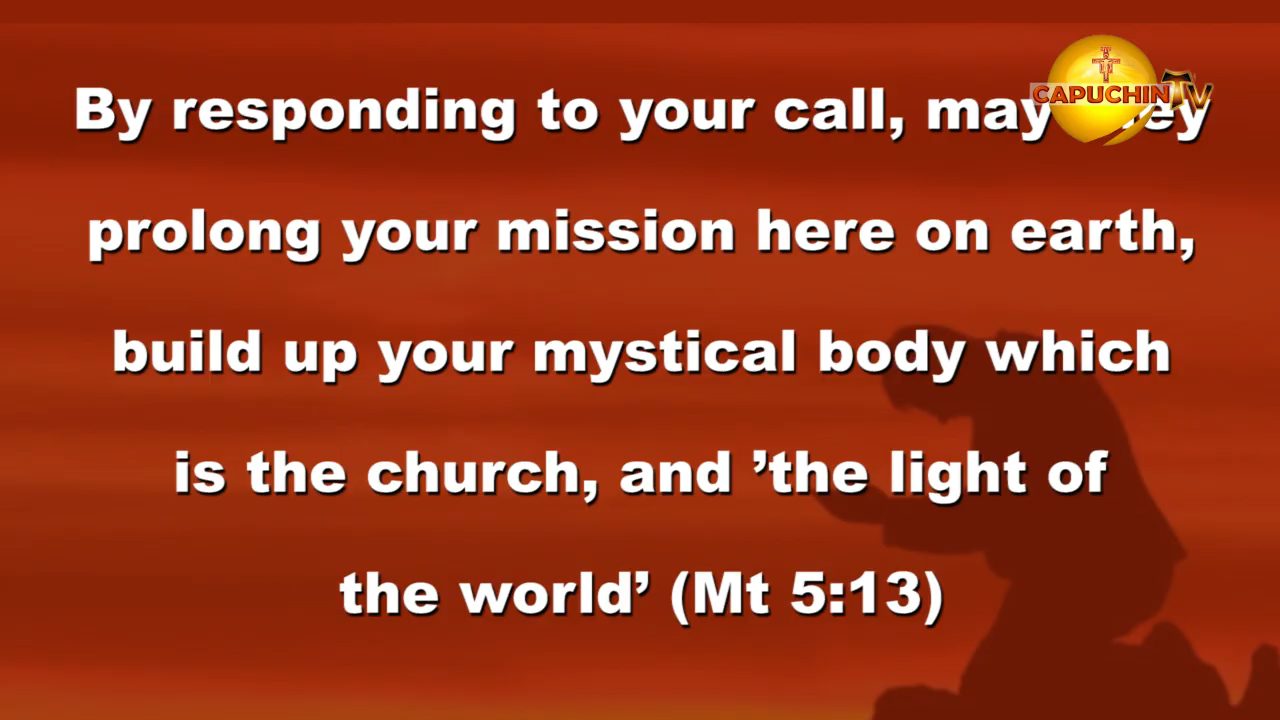 By responding to your call, may
prolong your mission here on earth,
build up your mystical body which
is the church, and ’the light of
the world’ (Mt 5:13)
CAPUCHIN TV